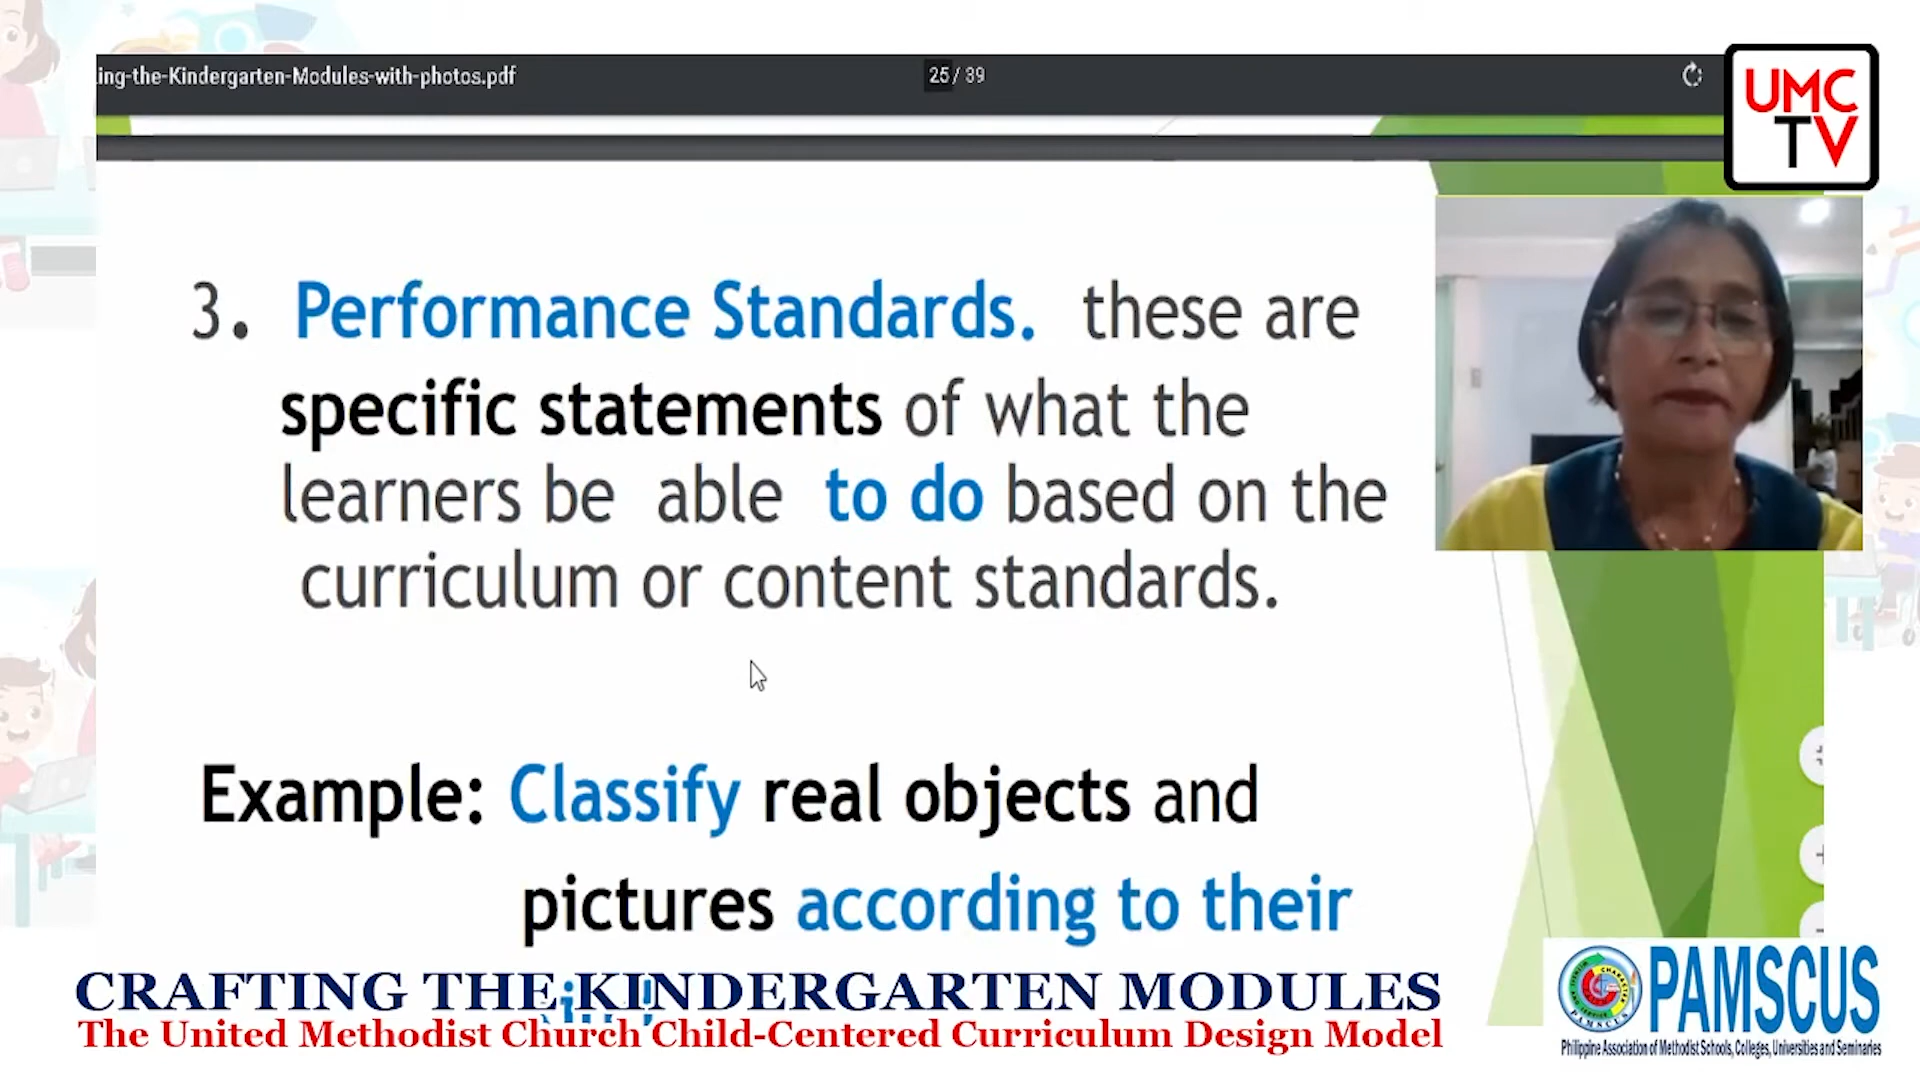 ing-the-Kindergarten-Modules-with-photos.pdf
25 / 39
UMC
TV
3. Performance Standards. these are
specific statements of what the
learners be able to do based on the
curriculum or content standards.
Example: Classify real objects and
pictures according to their
CRAFTING THE KINDERGARTEN MODULES
The United Methodist Church Child-Centered Curriculum Design Model
PAMSCUS
Philippine Association of Methodist Schools, Colleges, Universities and Seminaries